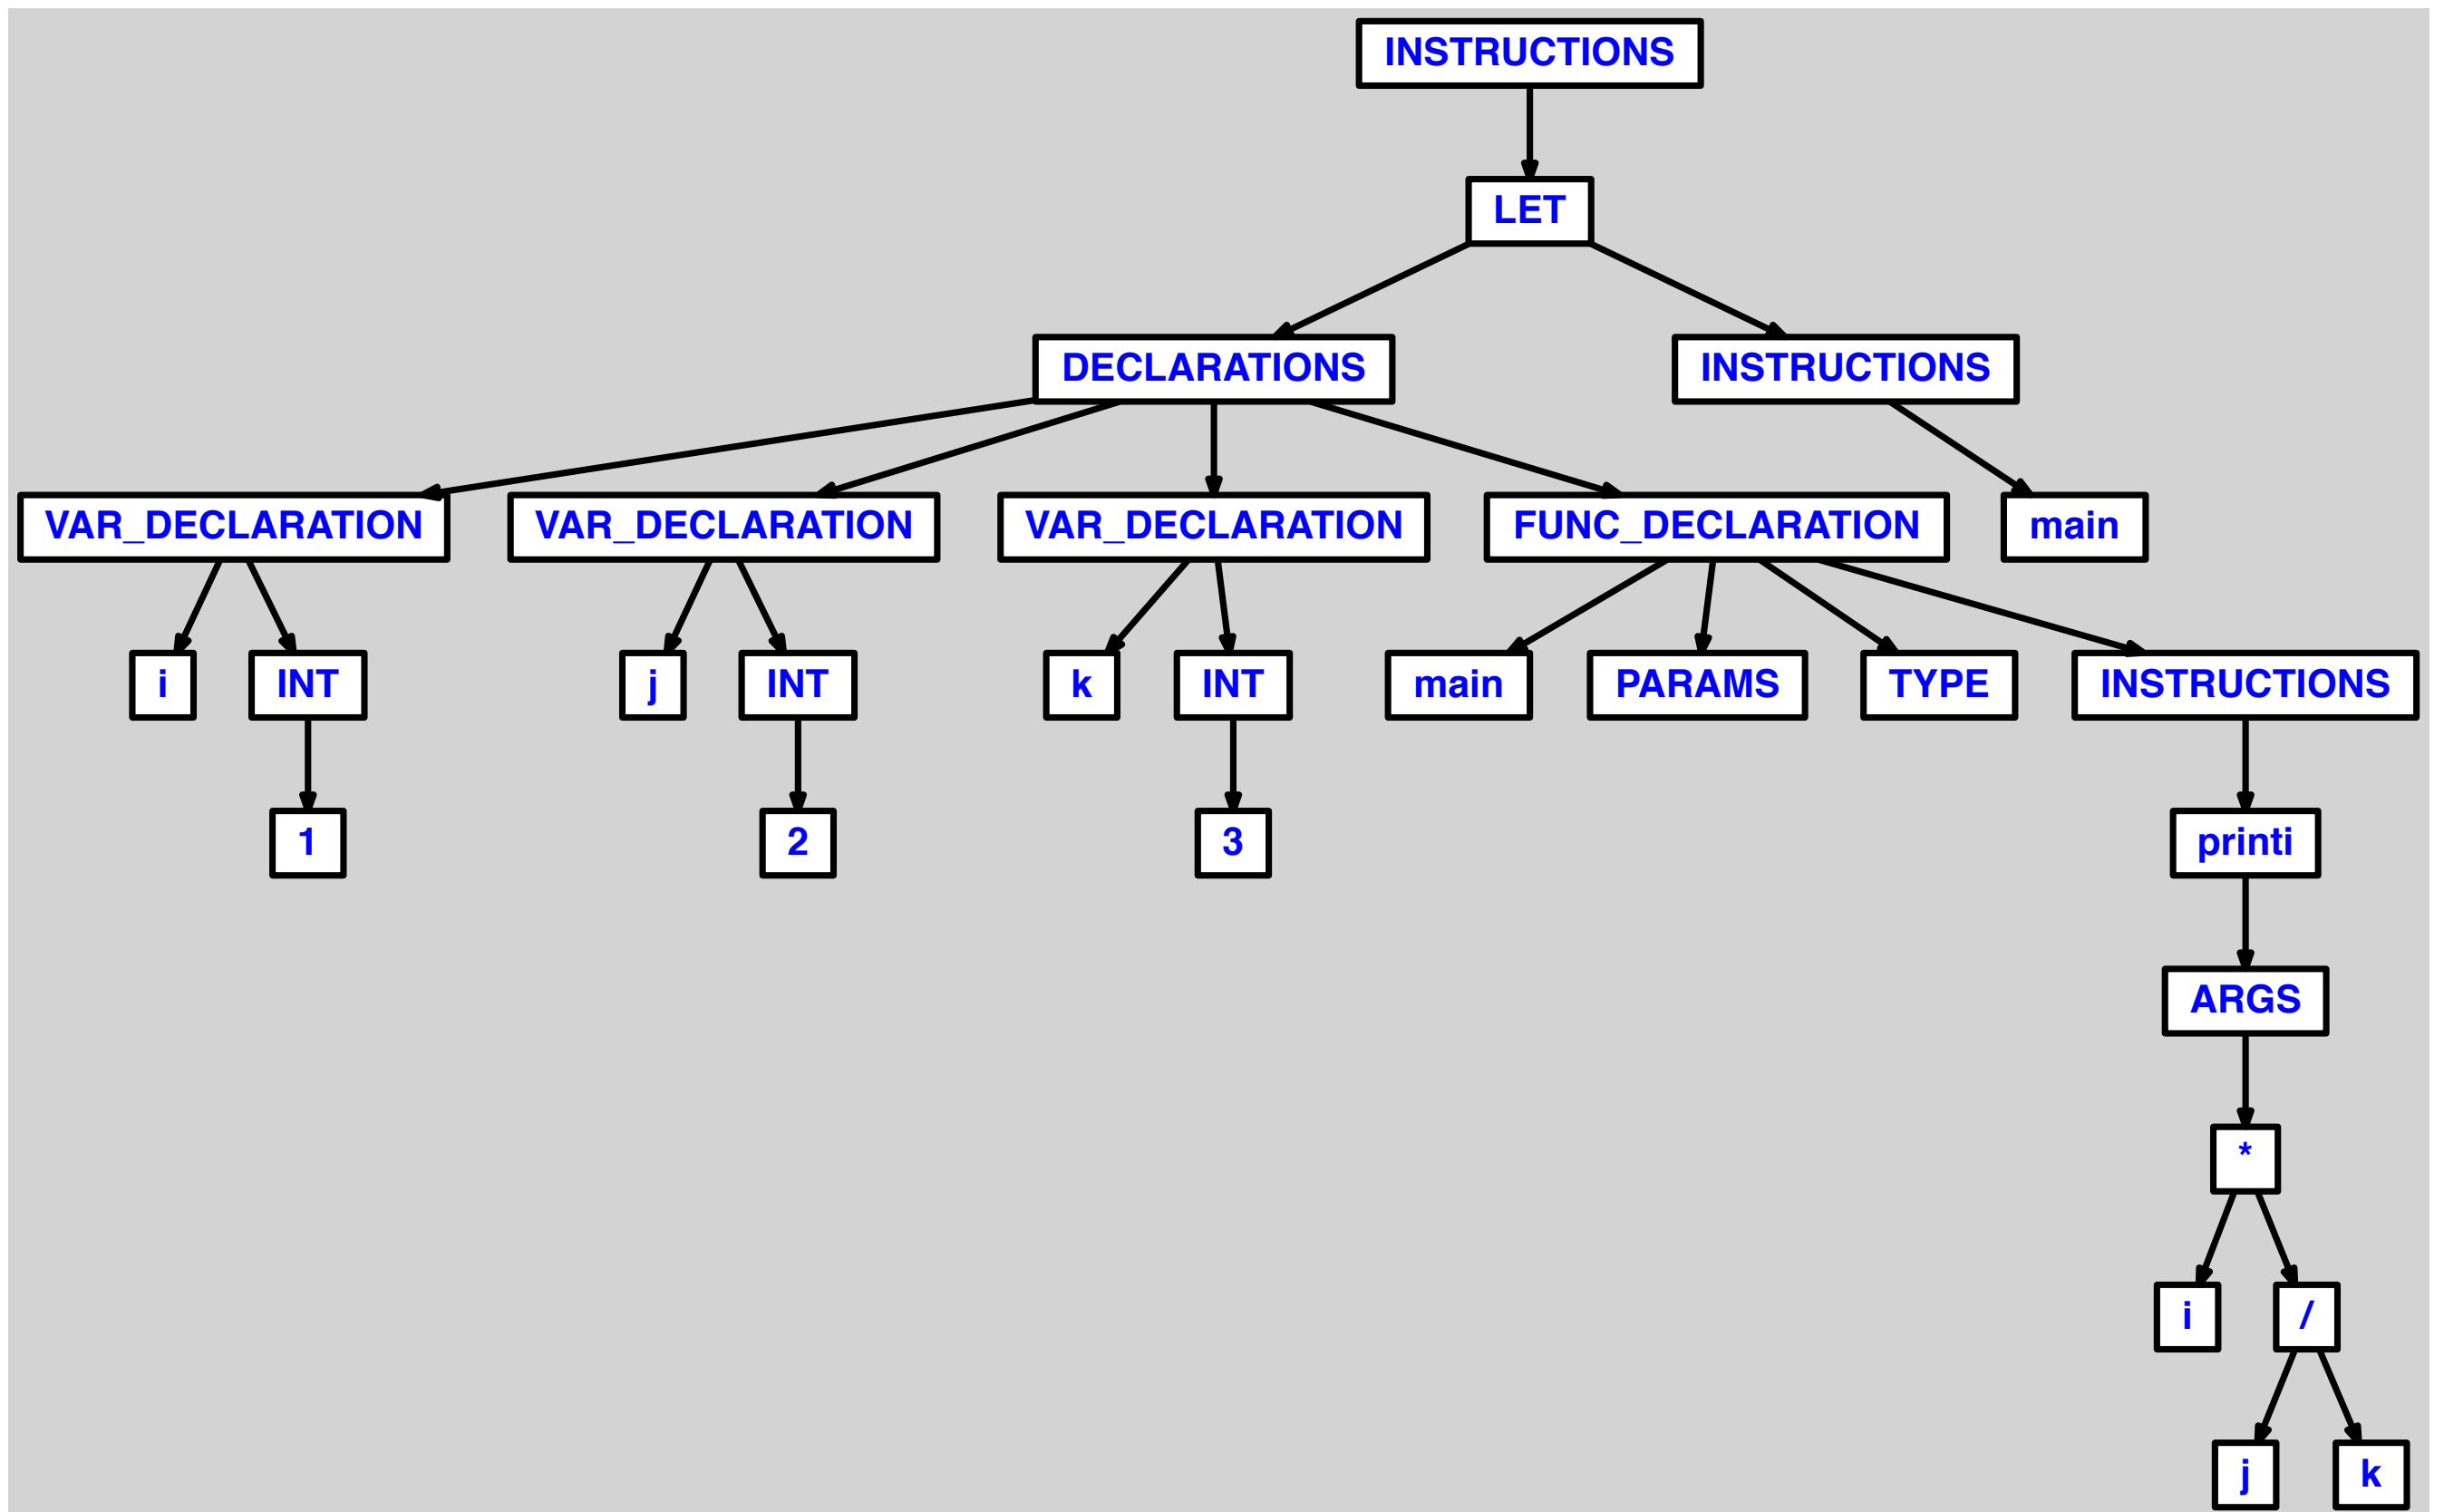 INSTRUCTIONS
LET
DECLARATIONS INSTRUCTIONS
VAR_DECLARATION VAR_DECLARATION VAR_DECLARATION FUNC_DECLARATION main
i INT j INT k INT main PARAMS TYPE INSTRUCTIONS
1 2 3 printi
ARGS
*
i /
j k